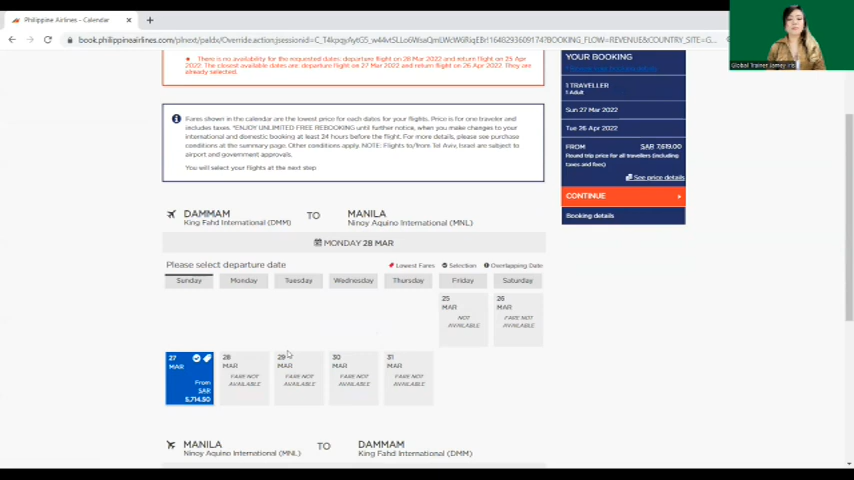 Philippine Airlines - Calendar
There is no availability for the requested dates: departure flight on 28 Mar 2022 and return flight on 25 Apr
2022. The closest available dates are: departure flight on 27 March 2022 and return flight on 26 Apr 2022. They are
already selected.
Fares shown in the calendar are the lowest price for each dates for your flights. Price is for one traveler and
includes taxes. *ENJOY UNLIMITED FREE REBOOKING until further notice, when you make changes to your
international and domestic booking at least 24 hours before the flight. For more details, please see purchase
conditions at the summary page. Other conditions apply. NOTE: Flights to/from Tel Aviv, Israel are subject to
airport and government approvals.
You will select your flights at the next step
DAMMAM TO MANILA
King Fahd International (DMM) Ninoy Aquino International (MNL)
MONDAY 28 MAR
Please select departure date
Lowest Fares Selection Overlapping Date
Sunday Monday Tuesday Wednesday Thursday Friday Saturday
25 MAR NOT AVAILABLE
26 MAR FARE NOT AVAILABLE
27 MAR From SAR 5,714.50
28 MAR FARE NOT AVAILABLE
29 MAR FARE NOT AVAILABLE
30 MAR FARE NOT AVAILABLE
31 MAR FARE NOT AVAILABLE
MANILA TO DAMMAM
Ninoy Aquino International (MNL) King Fahd International (DMM)
YOUR BOOKING
1 TRAVELLER
1 Adult
Sun 27 Mar 2022
Tue 26 Apr 2022
FROM SAR 7,619.00
Round trip price for all travellers (including
taxes and fees)
See price details
CONTINUE
Booking details
Global Trainer Jamey